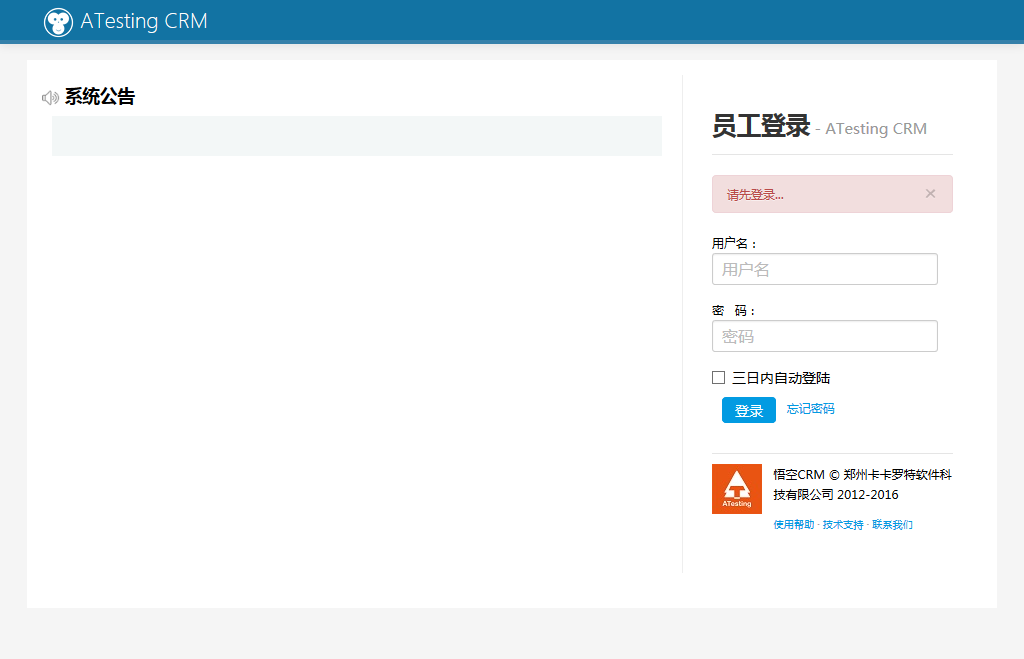 ATesting CRM
系统公告
员工登录 - ATesting CRM
请先登录... ×
用户名：
用户名
密 码：
密码
三日内自动登陆
登录 忘记密码
悟空CRM © 郑州卡卡罗特软件科
技有限公司 2012-2016
ATesting
使用帮助 · 技术支持 · 联系我们